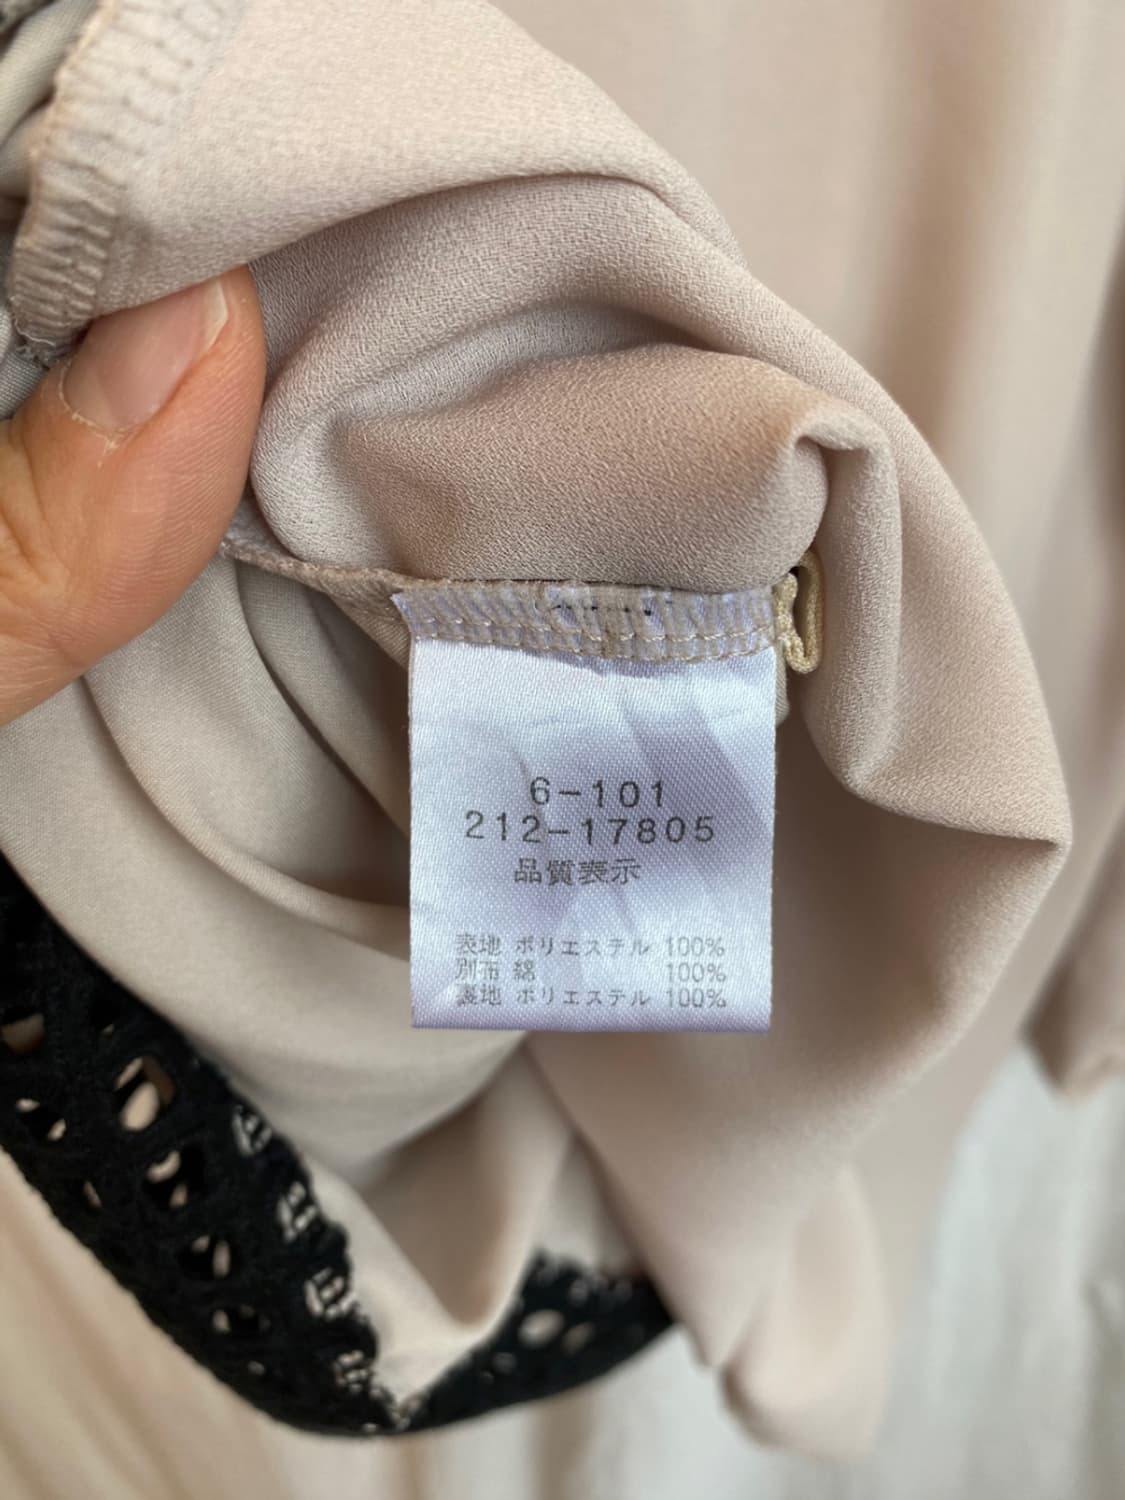 6-101
212-17805
品質表示
表地 ポリエステル 100%
別布 綿 100%
裏地 ポリエステル 100%